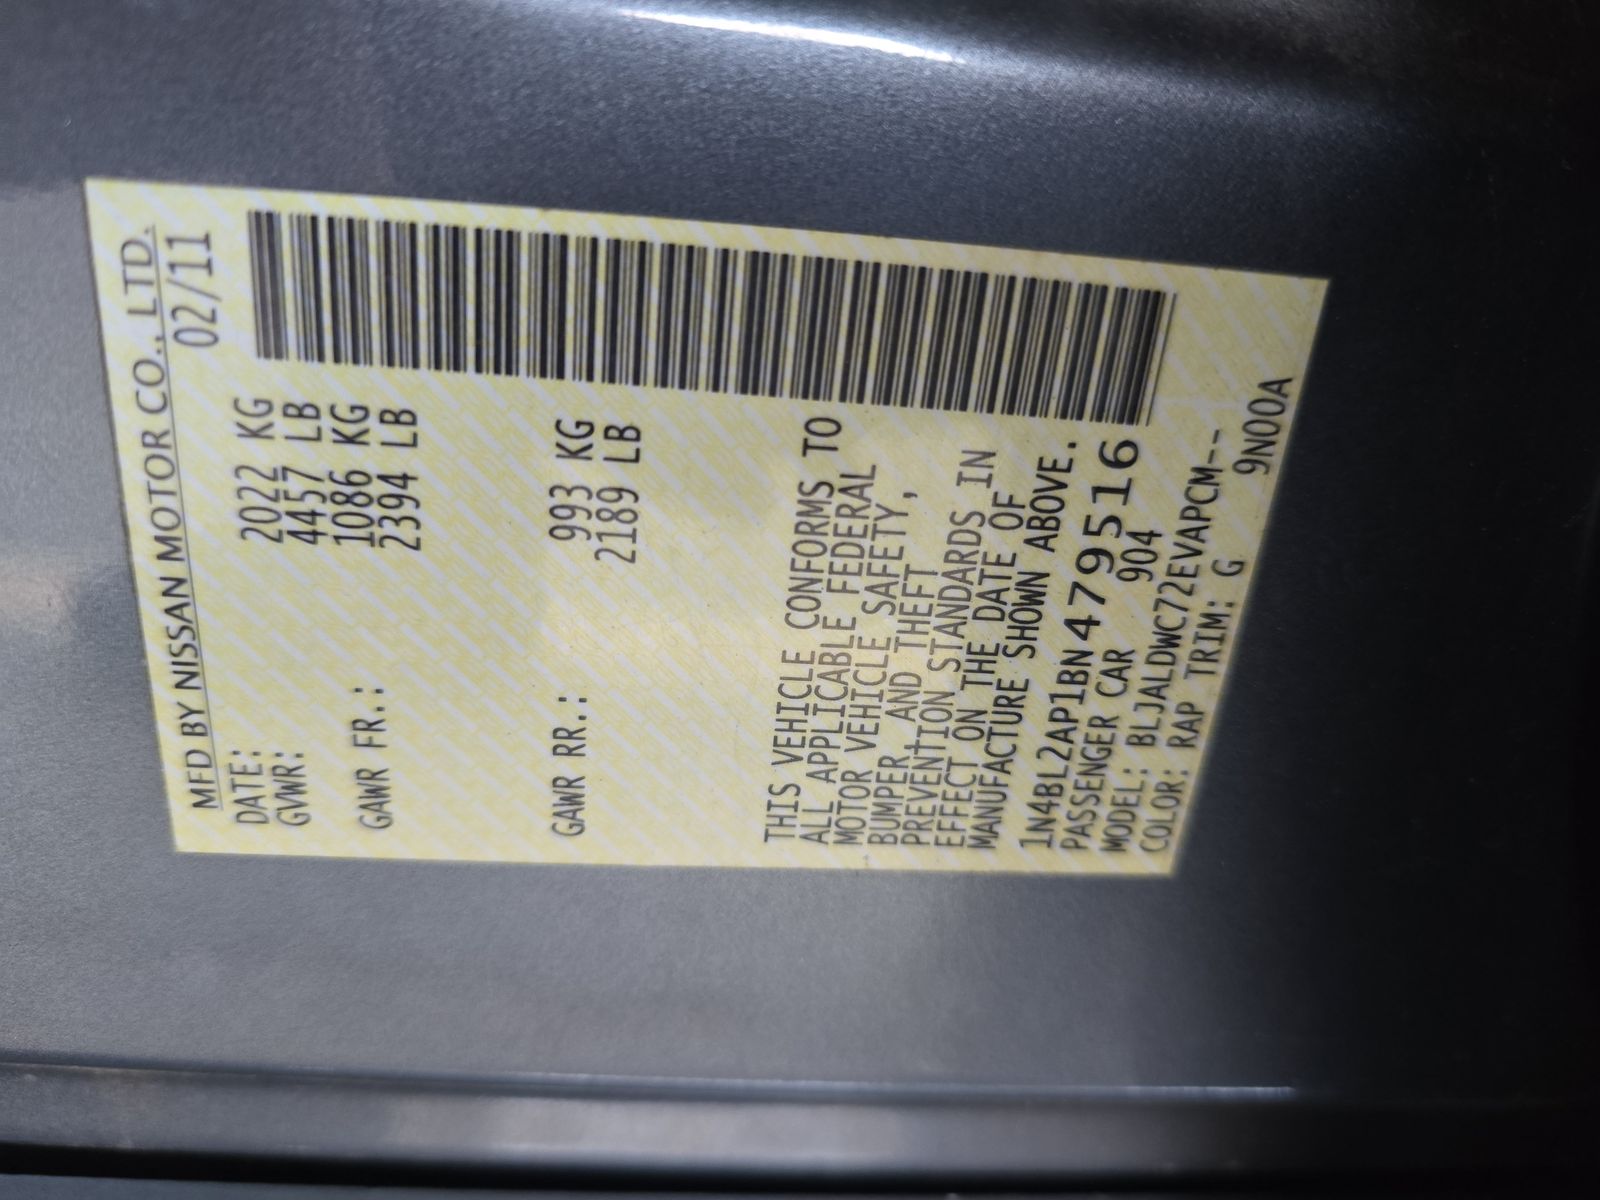 MFD BY NISSAN MOTOR CO., LTD.
DATE: 02/11
GVWR: 2022 KG
4457 LB
GAWR FR.: 1086 KG
2394 LB
GAWR RR.: 993 KG
2189 LB
THIS VEHICLE CONFORMS TO
ALL APPLICABLE FEDERAL
MOTOR VEHICLE SAFETY,
BUMPER AND THEFT
PREVENTION STANDARDS IN
EFFECT ON THE DATE OF
MANUFACTURE SHOWN ABOVE.
1N4BL2AP1BN479516
PASSENGER CAR 904
MODEL: BLJALDWC72EVAPCM--
COLOR: RAP TRIM: G 9N00A